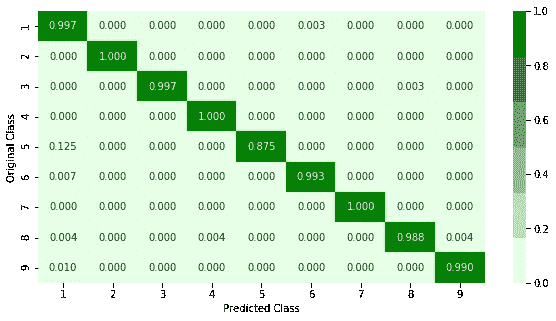 1 0.997 0.000 0.000 0.000 0.000 0.003 0.000 0.000 0.000
2 0.000 1.000 0.000 0.000 0.000 0.000 0.000 0.000 0.000
3 0.000 0.000 0.997 0.000 0.000 0.000 0.000 0.003 0.000
4 0.000 0.000 0.000 1.000 0.000 0.000 0.000 0.000 0.000
5 0.125 0.000 0.000 0.000 0.875 0.000 0.000 0.000 0.000
6 0.007 0.000 0.000 0.000 0.000 0.993 0.000 0.000 0.000
7 0.000 0.000 0.000 0.000 0.000 0.000 1.000 0.000 0.000
8 0.004 0.000 0.000 0.004 0.000 0.000 0.000 0.988 0.004
9 0.010 0.000 0.000 0.000 0.000 0.000 0.000 0.000 0.990
1 2 3 4 5 6 7 8 9
Predicted Class
Original Class
1.0
0.8
0.6
0.4
0.2
0.0